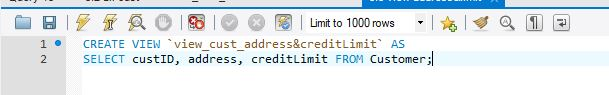 Limit to 1000 rows
1 CREATE VIEW `view_cust_address&creditLimit` AS
2 SELECT custID, address, creditLimit FROM Customer;